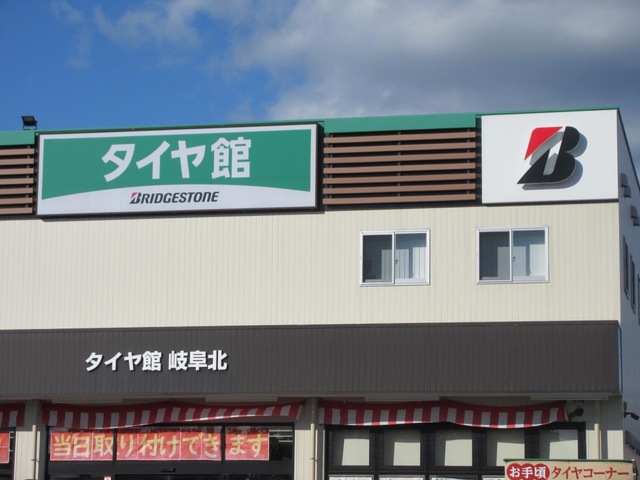 タイヤ館
BRIDGESTONE
B
タイヤ館 岐阜北
当日取り付けできます
お手頃 タイヤコーナー